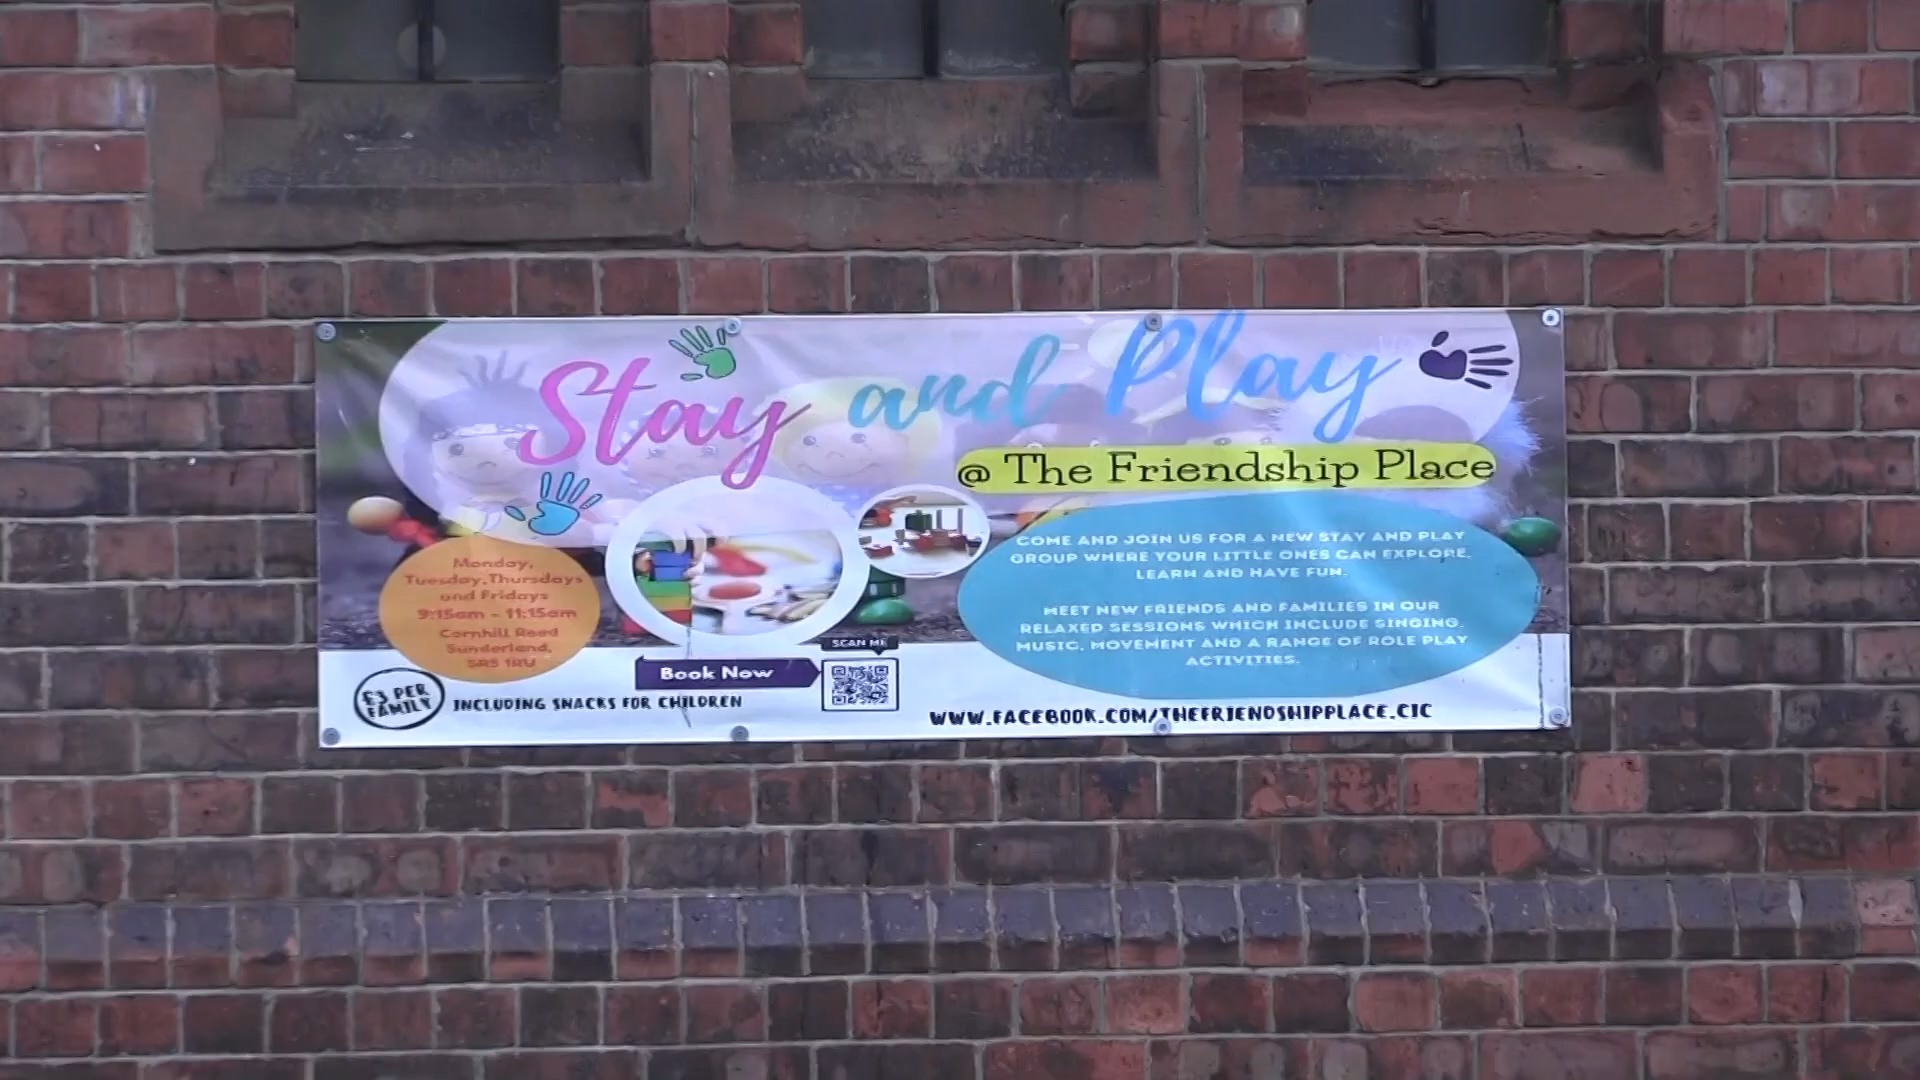 Stay and Play
@ The Friendship Place
Monday,
Tuesday,Thursdays
and Fridays
9:15am - 11:15am
Cornhill Road
Sunderland,
SR5 1RU
COME AND JOIN US FOR A NEW STAY AND PLAY
GROUP WHERE YOUR LITTLE ONES CAN EXPLORE,
LEARN AND HAVE FUN.
MEET NEW FRIENDS AND FAMILIES IN OUR
RELAXED SESSIONS WHICH INCLUDE SINGING,
MUSIC, MOVEMENT AND A RANGE OF ROLE PLAY
ACTIVITIES.
SCAN ME
Book Now
£3 PER
FAMILY
INCLUDING SNACKS FOR CHILDREN
WWW.FACEBOOK.COM/THEFRIENDSHIPPLACE.CIC